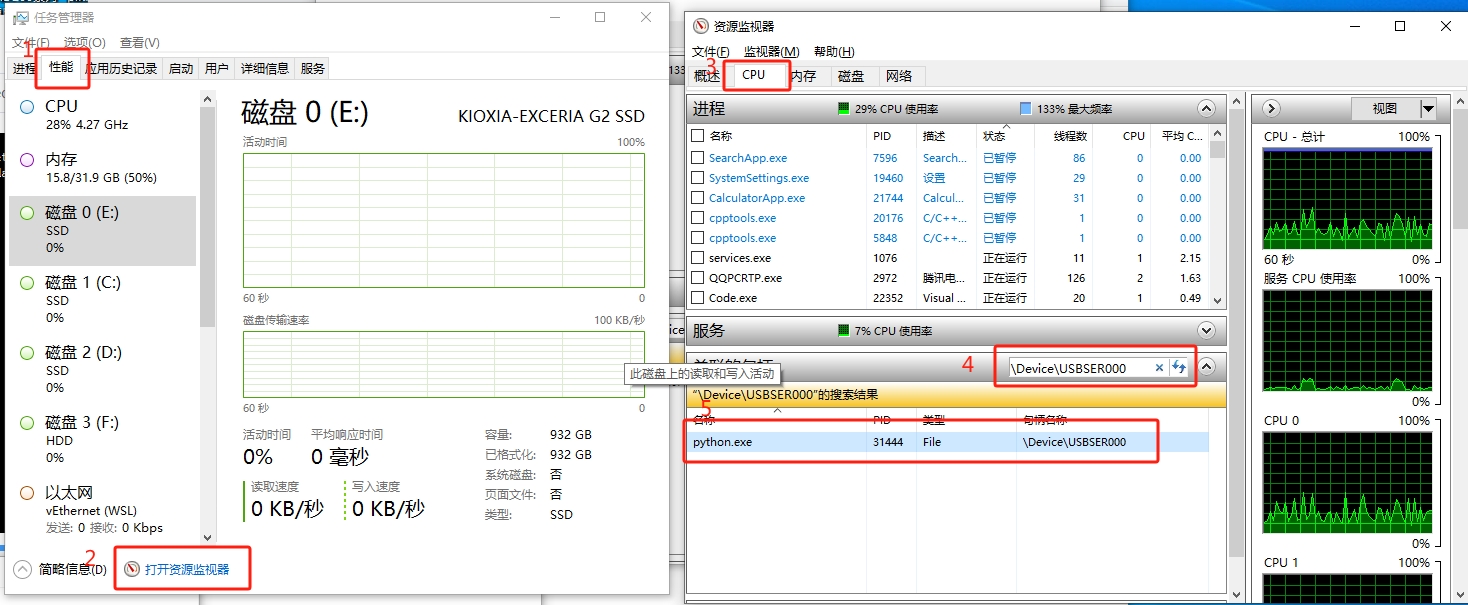 任务管理器
文件(F) 选项(O) 查看(V)
1
进程 性能 应用历史记录 启动 用户 详细信息 服务
CPU
28% 4.27 GHz
内存
15.8/31.9 GB (50%)
磁盘 0 (E:)
SSD
0%
磁盘 1 (C:)
SSD
0%
磁盘 2 (D:)
SSD
0%
磁盘 3 (F:)
HDD
0%
以太网
vEthernet (WSL)
发送: 0 接收: 0 Kbps
磁盘 0 (E:)
KIOXIA-EXCERIA G2 SSD
活动时间 100%
60 秒 0
磁盘传输速率 100 KB/秒
此磁盘上的读取和写入活动
60 秒 0
活动时间 平均响应时间
0% 0 毫秒
读取速度 写入速度
0 KB/秒 0 KB/秒
容量: 932 GB
已格式化: 932 GB
系统磁盘: 否
页面文件: 否
类型: SSD
2
简略信息(D) 打开资源监视器
133
ice
资源监视器
文件(F) 监视器(M) 帮助(H)
3
概述 CPU 内存 磁盘 网络
进程 29% CPU 使用率 133% 最大频率
名称 PID 描述 状态 线程数 CPU 平均 C...
SearchApp.exe 7596 Search... 已暂停 86 0 0.00
SystemSettings.exe 19460 设置 已暂停 29 0 0.00
CalculatorApp.exe 21744 Calcul... 已暂停 31 0 0.00
cpptools.exe 20176 C/C++... 已暂停 1 0 0.00
cpptools.exe 5848 C/C++... 已暂停 1 0 0.00
services.exe 1076 正在运行 11 1 2.15
QQPCRTP.exe 2972 腾讯电... 正在运行 126 2 1.63
Code.exe 22352 Visual ... 正在运行 20 1 0.49
服务 7% CPU 使用率
关联的句柄 4 \Device\USBSER000
“\Device\USBSER000”的搜索结果
5
名称 PID 类型 句柄名称
python.exe 31444 File \Device\USBSER000
视图
CPU - 总计 100%
60 秒 0%
服务 CPU 使用率 100%
0%
CPU 0 100%
0%
CPU 1 100%